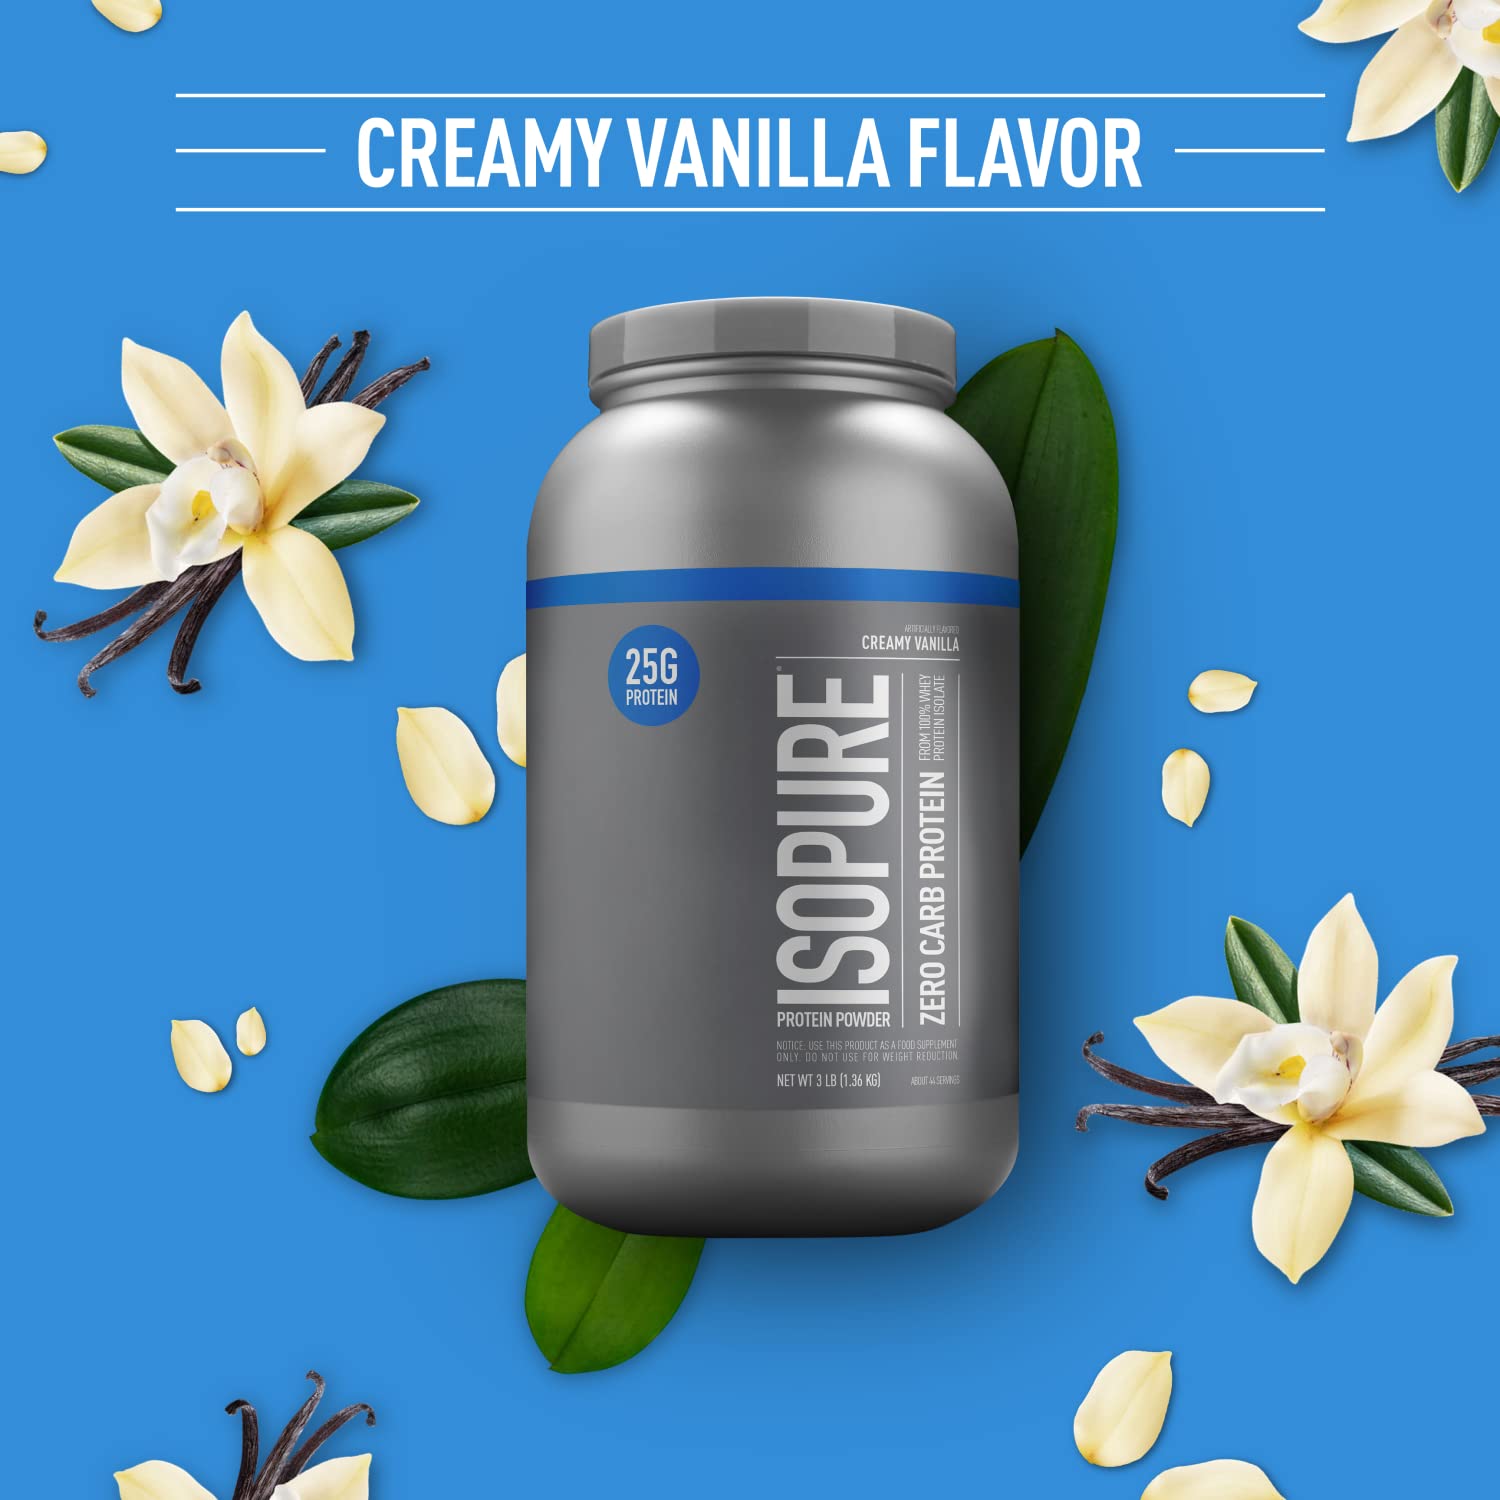 CREAMY VANILLA FLAVOR
25G
PROTEIN
ARTIFICIALLY FLAVORED
CREAMY VANILLA
ISOPURE®
PROTEIN POWDER
ZERO CARB PROTEIN
FROM 100% WHEY
PROTEIN ISOLATE
NOTICE: USE THIS PRODUCT AS A FOOD SUPPLEMENT
ONLY. DO NOT USE FOR WEIGHT REDUCTION.
NET WT 3 LB (1.36 KG)
ABOUT 44 SERVINGS